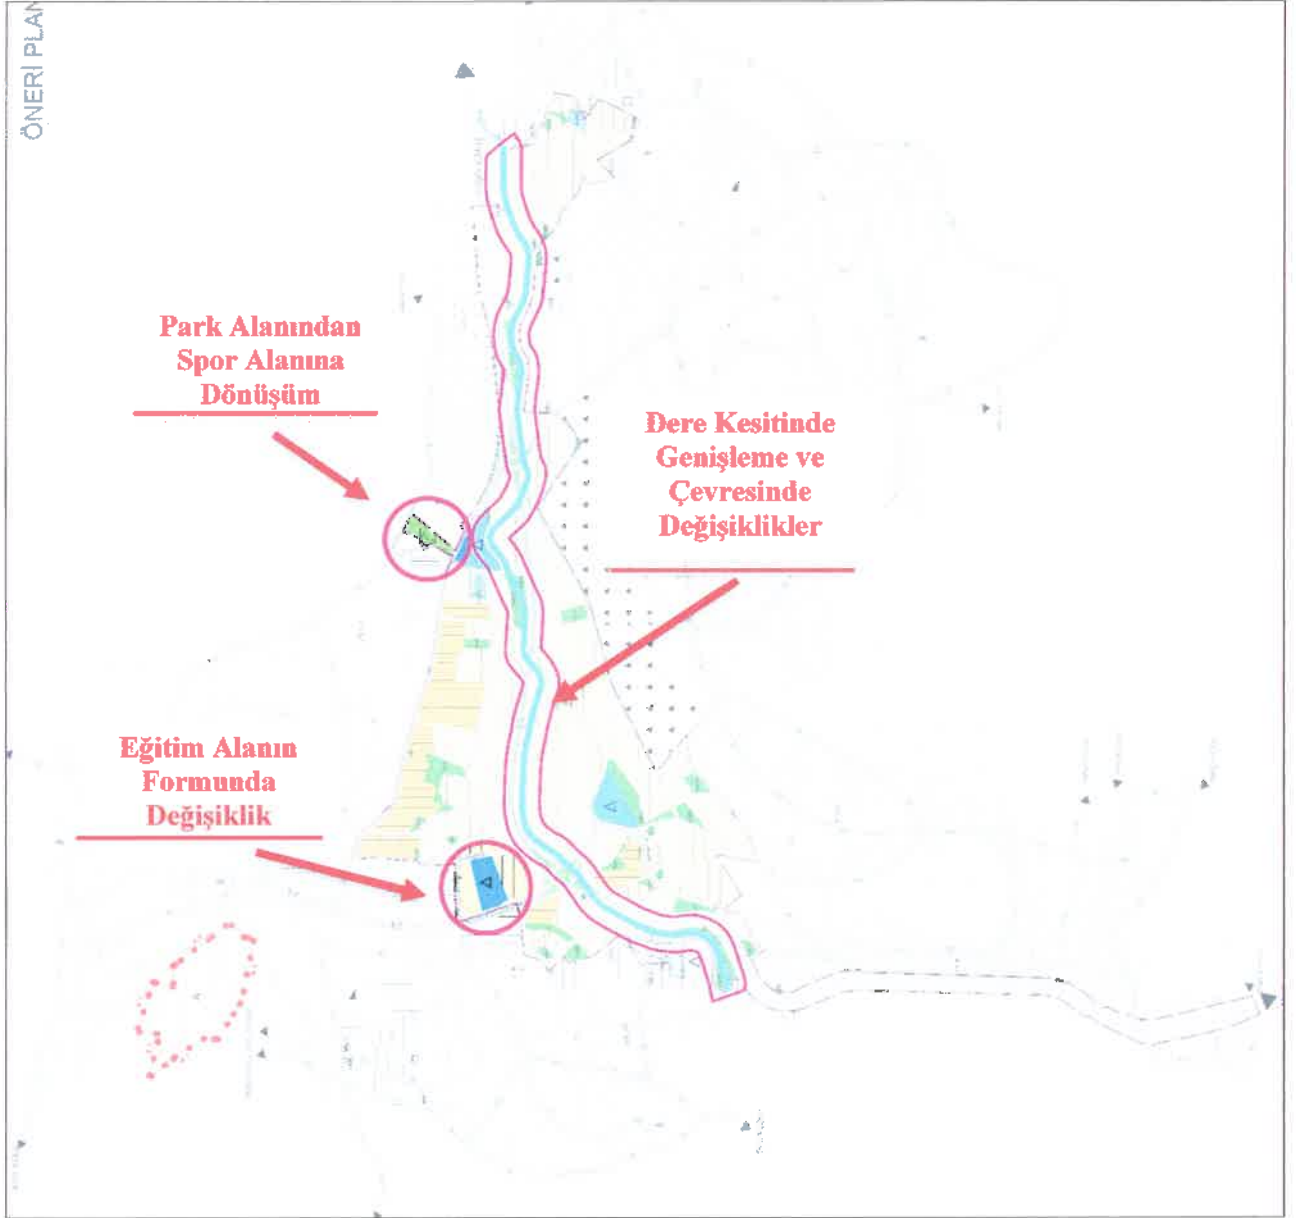 ÖNERİ PLAN
Park Alanından
Spor Alanına
Dönüşüm
Dere Kesitinde
Genişleme ve
Çevresinde
Değişiklikler
Eğitim Alanın
Formunda
Değişiklik